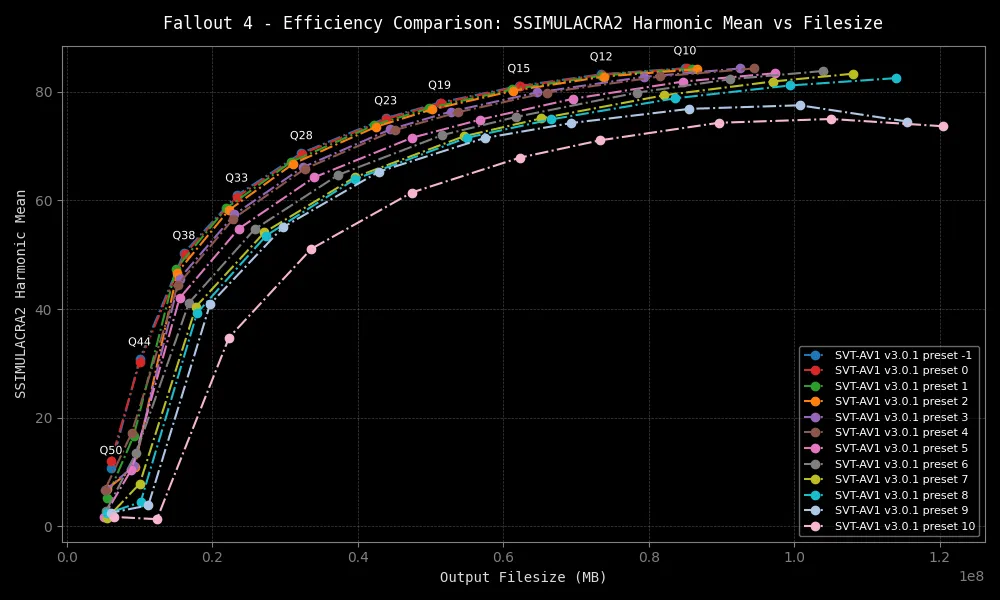 Fallout 4 - Efficiency Comparison: SSIMULACRA2 Harmonic Mean vs Filesize
SSIMULACRA2 Harmonic Mean
80
60
40
20
0
Q50
Q44
Q38
Q33
Q28
Q23
Q19
Q15
Q12
Q10
SVT-AV1 v3.0.1 preset -1
SVT-AV1 v3.0.1 preset 0
SVT-AV1 v3.0.1 preset 1
SVT-AV1 v3.0.1 preset 2
SVT-AV1 v3.0.1 preset 3
SVT-AV1 v3.0.1 preset 4
SVT-AV1 v3.0.1 preset 5
SVT-AV1 v3.0.1 preset 6
SVT-AV1 v3.0.1 preset 7
SVT-AV1 v3.0.1 preset 8
SVT-AV1 v3.0.1 preset 9
SVT-AV1 v3.0.1 preset 10
0.0 0.2 0.4 0.6 0.8 1.0 1.2
1e8
Output Filesize (MB)